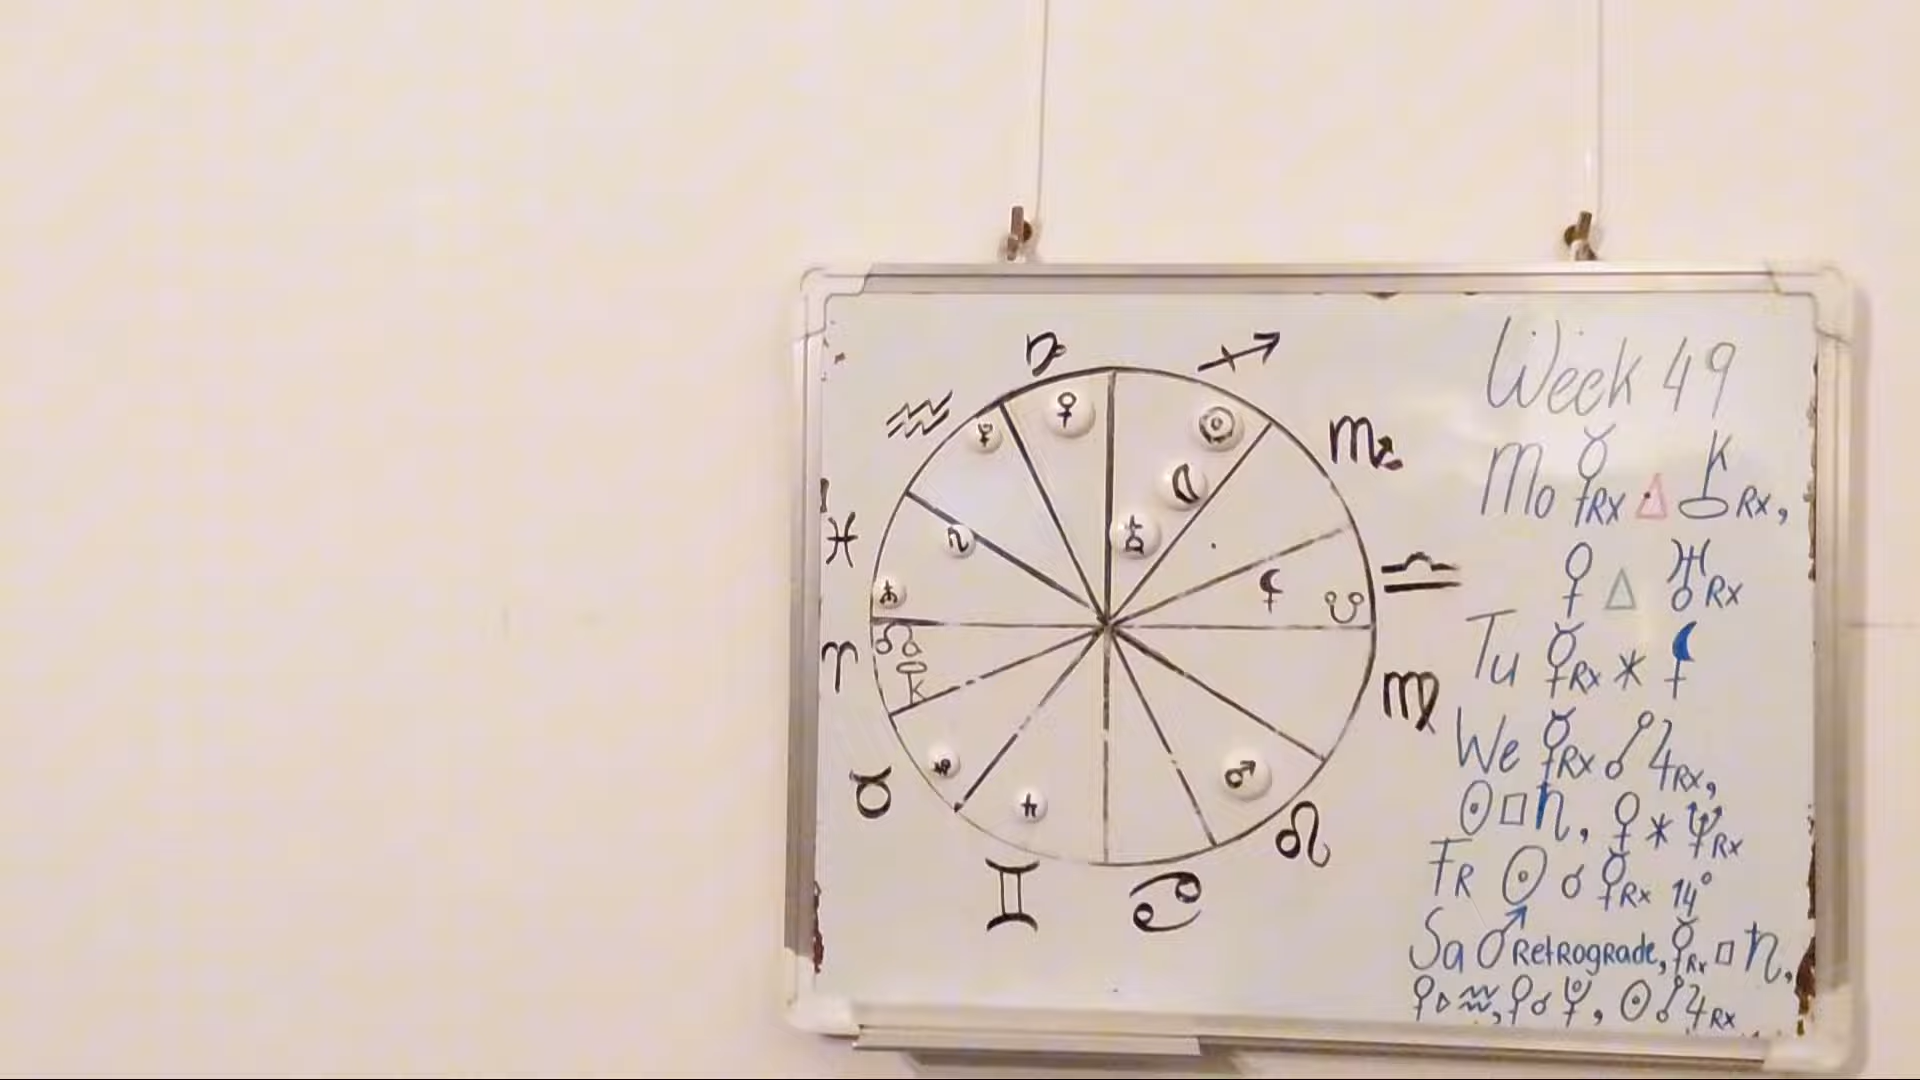 Week 49
Mo ☿Rx △ ⚷Rx,
♀ △ ♅Rx
Tu ☿Rx ✶ ⚸
We ☿Rx ☍ ♃Rx,
☉ □ ♄, ♀ ✶ ♆Rx
FR ☉ ☌ ☿Rx 14°
Sa ♂ RetRogRade, ☿Rx □ ♄,
♀ ▷ ♒, ♀ ☌ ⯓, ☉ ☍ ♃Rx
♑ ♐
♒ ♏
♓ ♎
♈ ♍
♉ ♌
♊ ♋